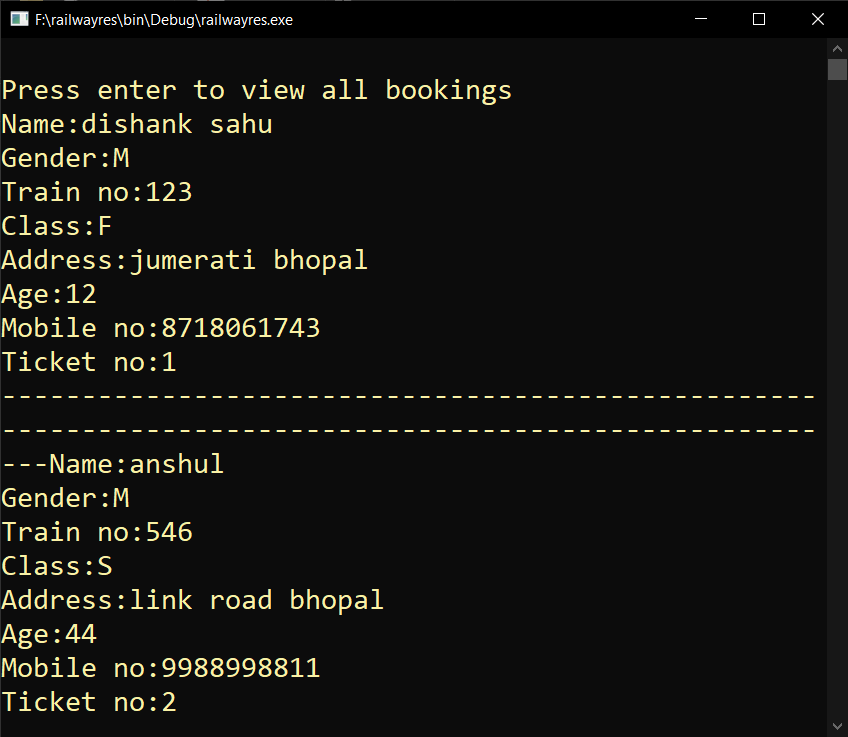 F:\railwayres\bin\Debug\railwayres.exe
Press enter to view all bookings
Name:dishank sahu
Gender:M
Train no:123
Class:F
Address:jumerati bhopal
Age:12
Mobile no:8718061743
Ticket no:1
---------------------------------------------------
---------------------------------------------------
---Name:anshul
Gender:M
Train no:546
Class:S
Address:link road bhopal
Age:44
Mobile no:9988998811
Ticket no:2